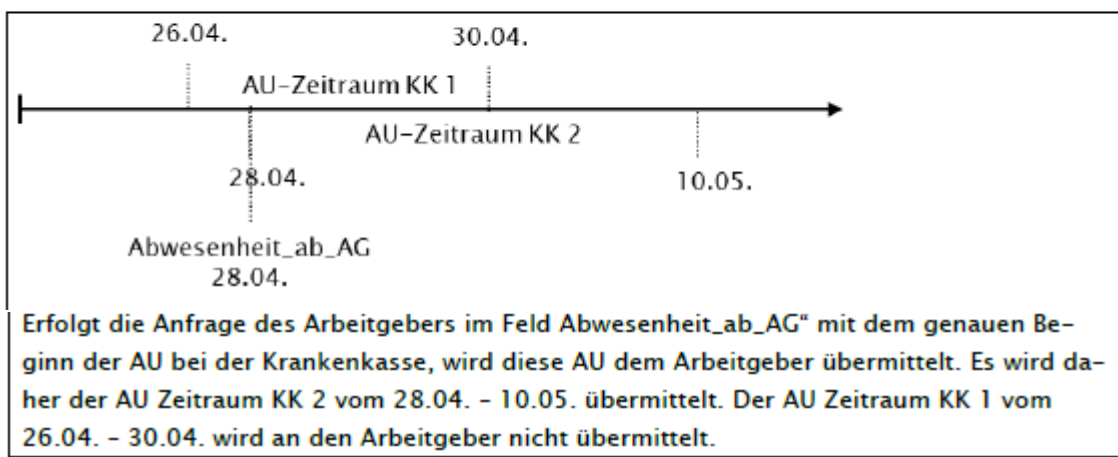 26.04. 30.04.
AU-Zeitraum KK 1
AU-Zeitraum KK 2
28.04. 10.05.
Abwesenheit_ab_AG
28.04.
Erfolgt die Anfrage des Arbeitgebers im Feld Abwesenheit_ab_AG“ mit dem genauen Be-
ginn der AU bei der Krankenkasse, wird diese AU dem Arbeitgeber übermittelt. Es wird da-
her der AU Zeitraum KK 2 vom 28.04. – 10.05. übermittelt. Der AU Zeitraum KK 1 vom
26.04. – 30.04. wird an den Arbeitgeber nicht übermittelt.